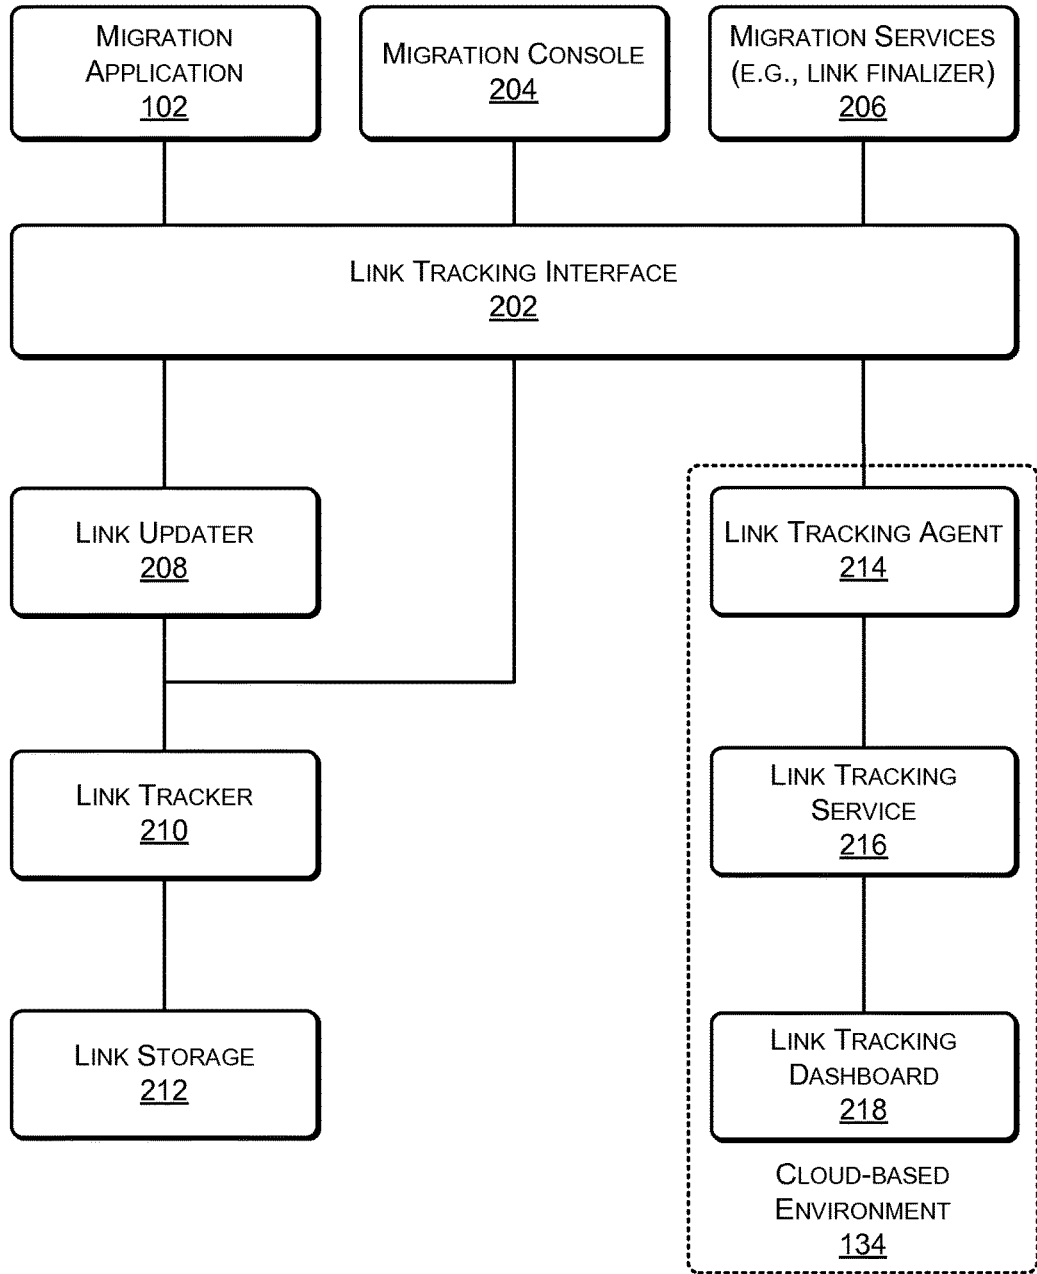 MIGRATION
APPLICATION
102
MIGRATION CONSOLE
204
MIGRATION SERVICES
(E.G., LINK FINALIZER)
206
LINK TRACKING INTERFACE
202
LINK UPDATER
208
LINK TRACKING AGENT
214
LINK TRACKER
210
LINK TRACKING
SERVICE
216
LINK STORAGE
212
LINK TRACKING
DASHBOARD
218
CLOUD-BASED
ENVIRONMENT
134